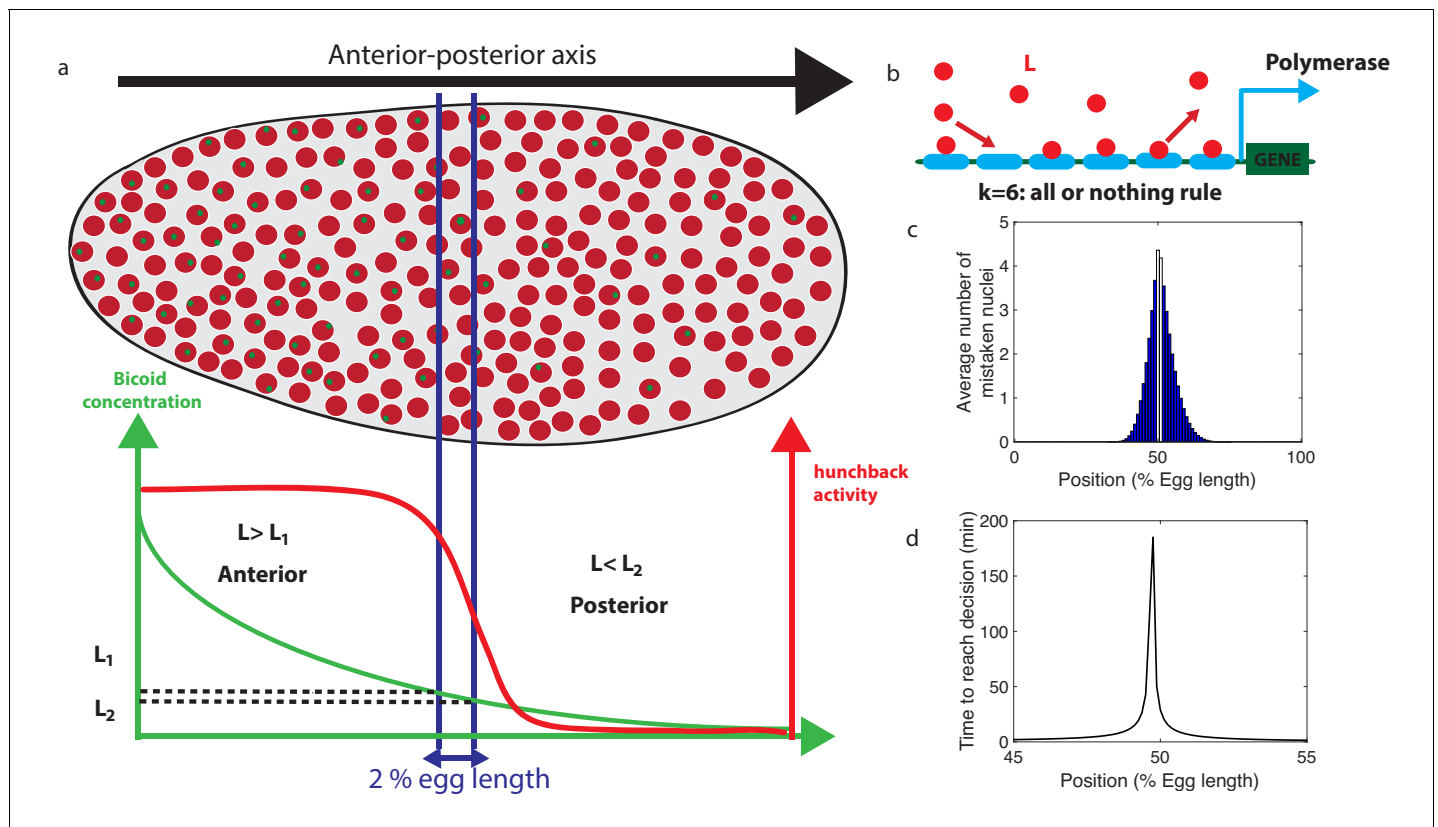 a
Anterior-posterior axis
Bicoid
concentration
hunchback
activity
L> L1
Anterior
L< L2
Posterior
L1
L2
2 % egg length
b
L
Polymerase
GENE
k=6: all or nothing rule
c
Average number of
mistaken nuclei
5
4
3
2
1
0
0
50
100
Position (% Egg length)
d
Time to reach decision (min)
200
150
100
50
0
45
50
55
Position (% Egg length)